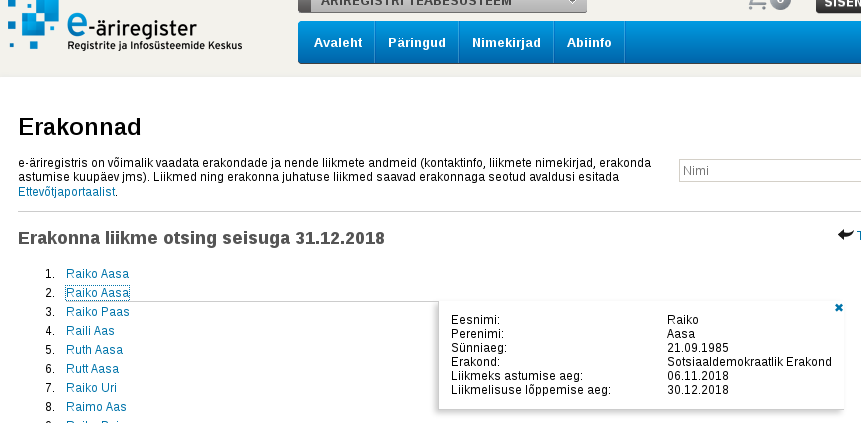 ÄRIREGISTRI TEABESÜSTEEM
SISEN
e-äriregister
Registrite ja Infosüsteemide Keskus
Avaleht Päringud Nimekirjad Abiinfo
Erakonnad
e-äriregistris on võimalik vaadata erakondade ja nende liikmete andmeid (kontaktinfo, liikmete nimekirjad, erakonda
astumise kuupäev jms). Liikmed ning erakonna juhatuse liikmed saavad erakonnaga seotud avaldusi esitada
Ettevõtjaportaalist.
Nimi
Erakonna liikme otsing seisuga 31.12.2018
T
1. Raiko Aasa
2. Raiko Aasa
3. Raiko Paas
4. Raili Aas
5. Ruth Aasa
6. Rutt Aasa
7. Raiko Uri
8. Raimo Aas
Eesnimi: Raiko
Perenimi: Aasa
Sünniaeg: 21.09.1985
Erakond: Sotsiaaldemokraatlik Erakond
Liikmeks astumise aeg: 06.11.2018
Liikmelisuse lõppemise aeg: 30.12.2018